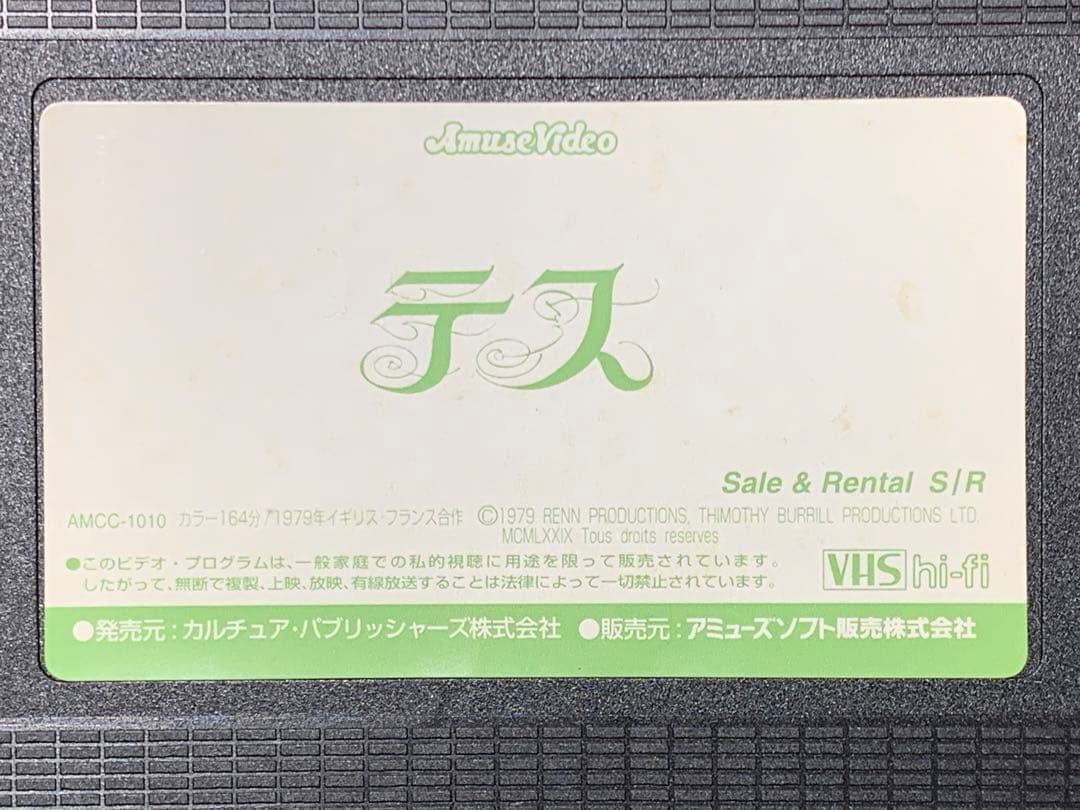 AmuseVideo
テス
Sale & Rental S/R
AMCC-1010 カラー164分/1979年イギリス・フランス合作 ©1979 RENN PRODUCTIONS, THIMOTHY BURRILL PRODUCTIONS LTD.
MCMLXXIX Tous droits reserves
●このビデオ・プログラムは、一般家庭での私的視聴に用途を限って販売されています。
したがって、無断で複製、上映、放映、有線放送することは法律によって一切禁止されています。
VHS hi-fi
●発売元:カルチュア・パブリッシャーズ株式会社 ●販売元:アミューズソフト販売株式会社